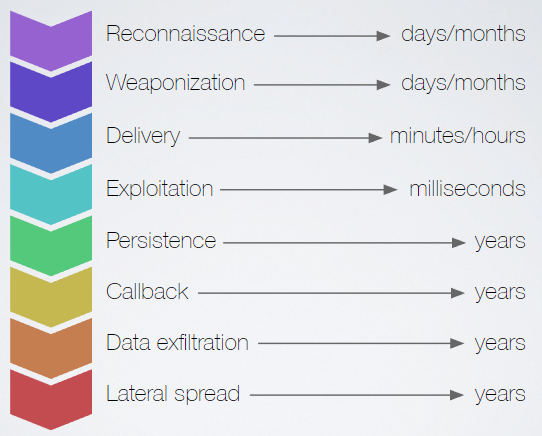 Reconnaissance days/months
Weaponization days/months
Delivery minutes/hours
Exploitation milliseconds
Persistence years
Callback years
Data exfiltration years
Lateral spread years